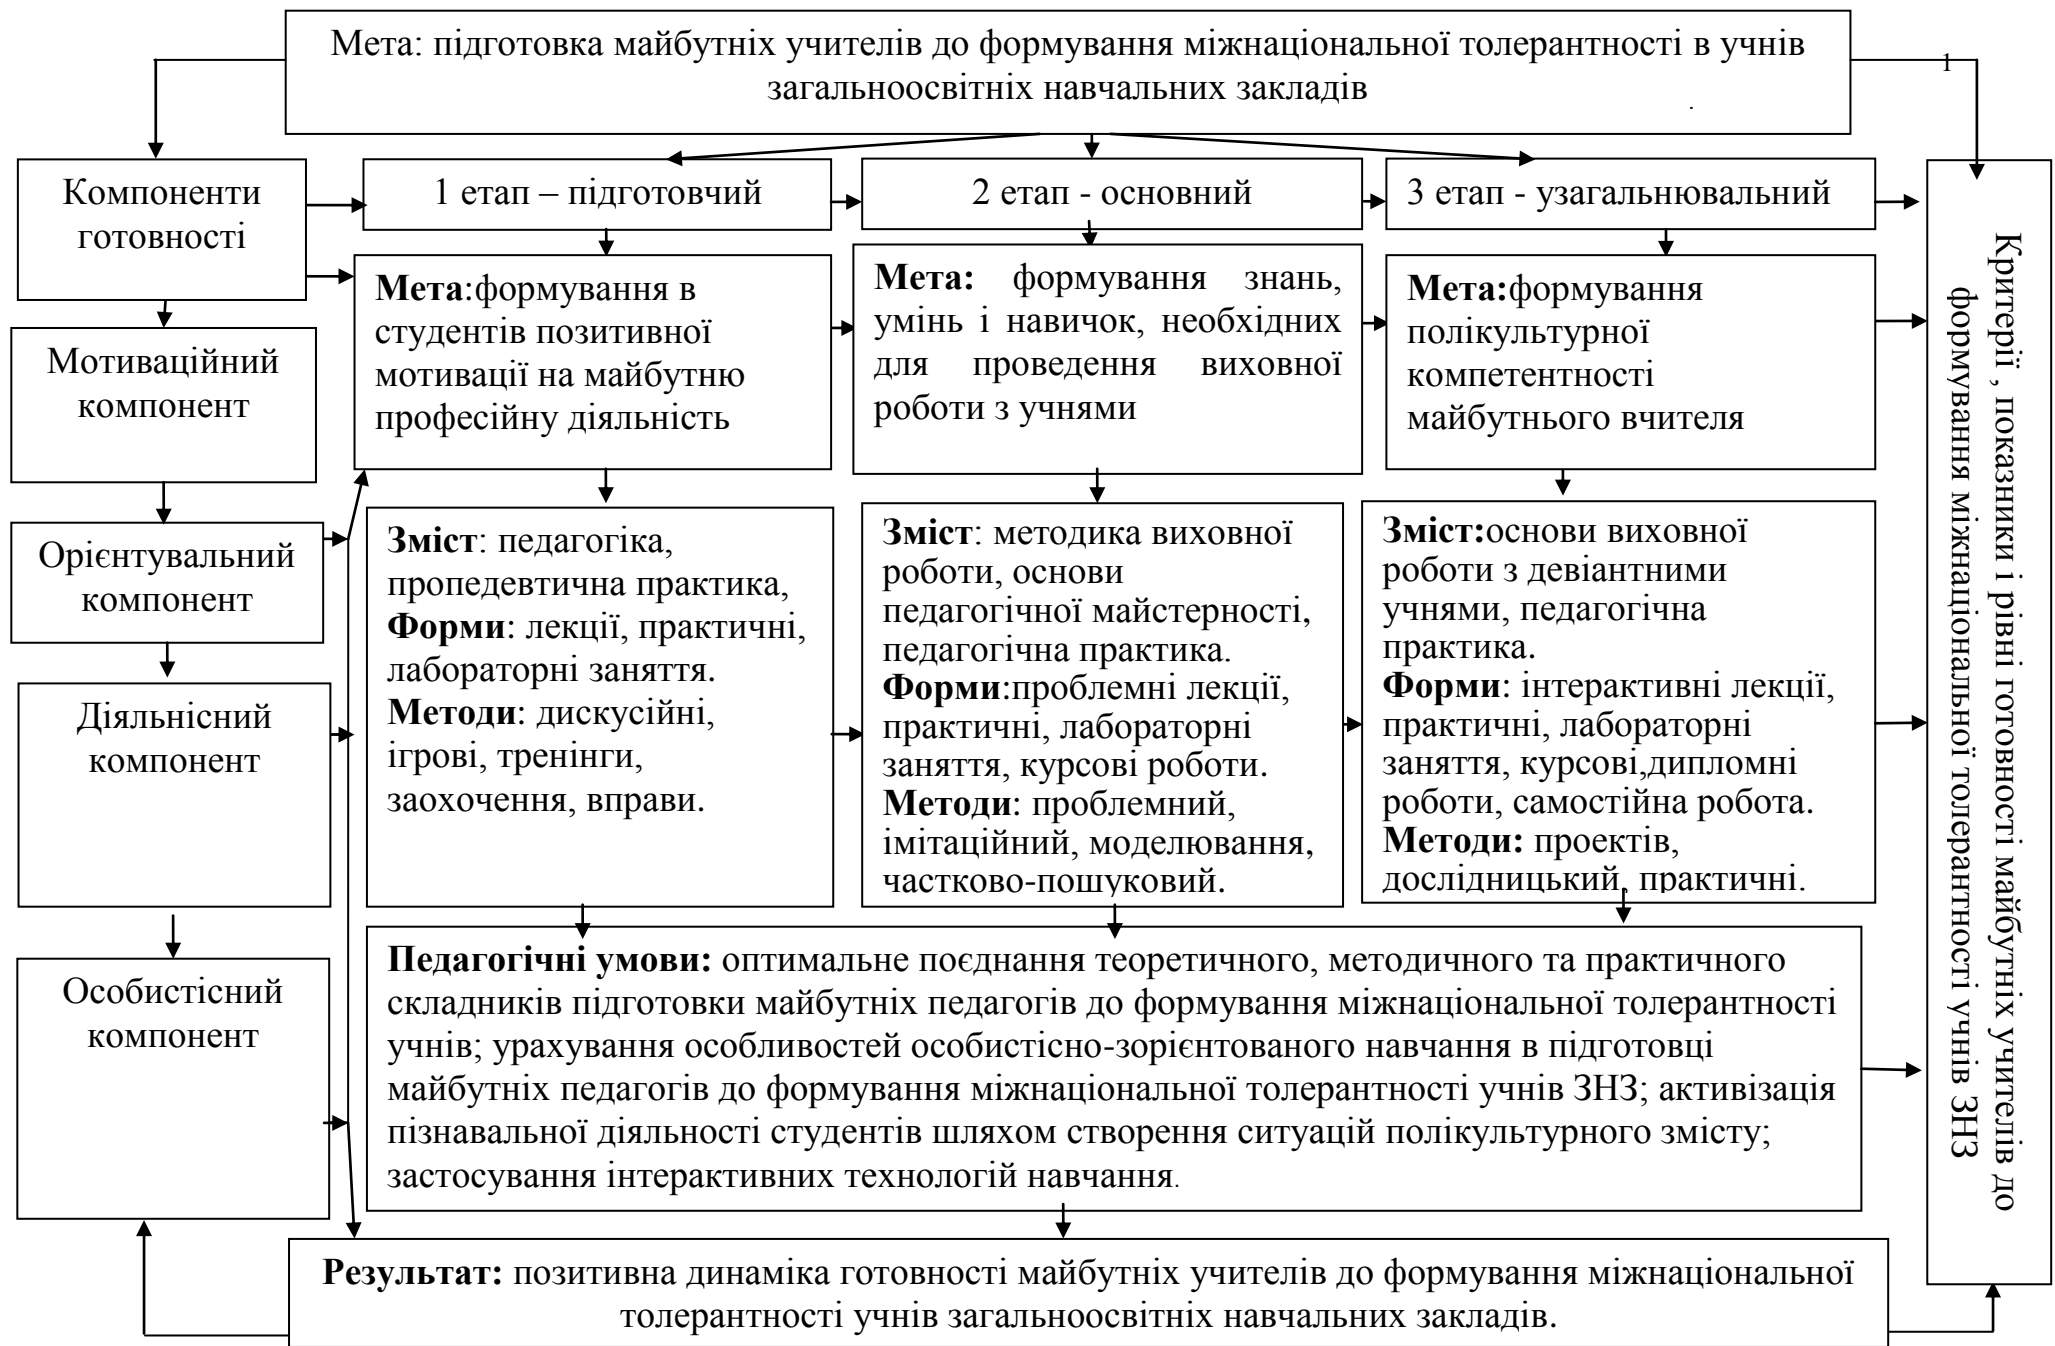 Мета: підготовка майбутніх учителів до формування міжнаціональної толерантності в учнів
загальноосвітніх навчальних закладів
1
Компоненти
готовності
1 етап – підготовчий
2 етап - основний
3 етап - узагальнювальний
Мета:формування в
студентів позитивної
мотивації на майбутню
професійну діяльність
Мета: формування знань,
умінь і навичок, необхідних
для проведення виховної
роботи з учнями
Мета:формування
полікультурної
компетентності
майбутнього вчителя
Мотиваційний
компонент
Орієнтувальний
компонент
Діяльнісний
компонент
Особистісний
компонент
Зміст: педагогіка,
пропедевтична практика,
Форми: лекції, практичні,
лабораторні заняття.
Методи: дискусійні,
ігрові, тренінги,
заохочення, вправи.
Зміст: методика виховної
роботи, основи
педагогічної майстерності,
педагогічна практика.
Форми:проблемні лекції,
практичні, лабораторні
заняття, курсові роботи.
Методи: проблемний,
імітаційний, моделювання,
частково-пошуковий.
Зміст:основи виховної
роботи з девіантними
учнями, педагогічна
практика.
Форми: інтерактивні лекції,
практичні, лабораторні
заняття, курсові,дипломні
роботи, самостійна робота.
Методи: проектів,
дослідницький, практичні.
Педагогічні умови: оптимальне поєднання теоретичного, методичного та практичного
складників підготовки майбутніх педагогів до формування міжнаціональної толерантності
учнів; урахування особливостей особистісно-зорієнтованого навчання в підготовці
майбутніх педагогів до формування міжнаціональної толерантності учнів ЗНЗ; активізація
пізнавальної діяльності студентів шляхом створення ситуацій полікультурного змісту;
застосування інтерактивних технологій навчання.
Результат: позитивна динаміка готовності майбутніх учителів до формування міжнаціональної
толерантності учнів загальноосвітніх навчальних закладів.
Критерії , показники і рівні готовності майбутніх учителів до
формування міжнаціональної толерантності учнів ЗНЗ